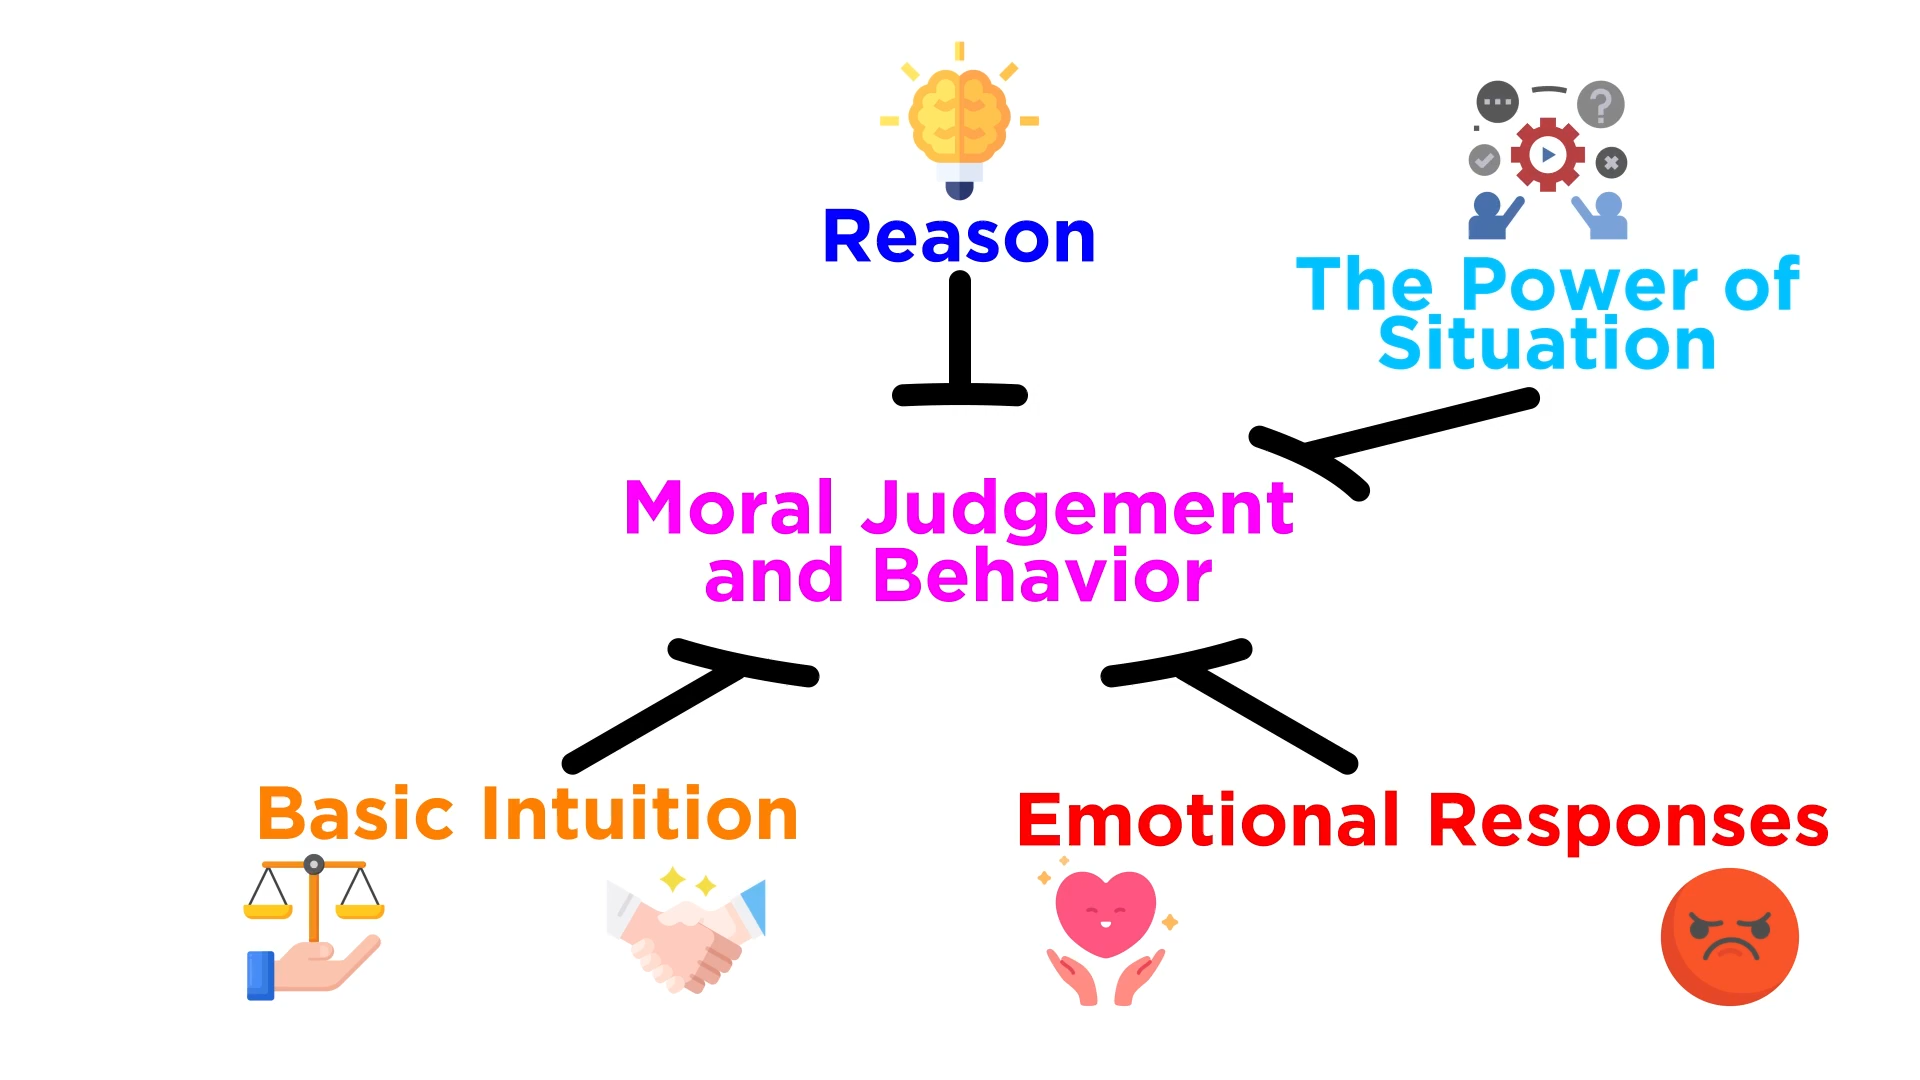 Reason
The Power of
Situation
Moral Judgement
and Behavior
Basic Intuition
Emotional Responses